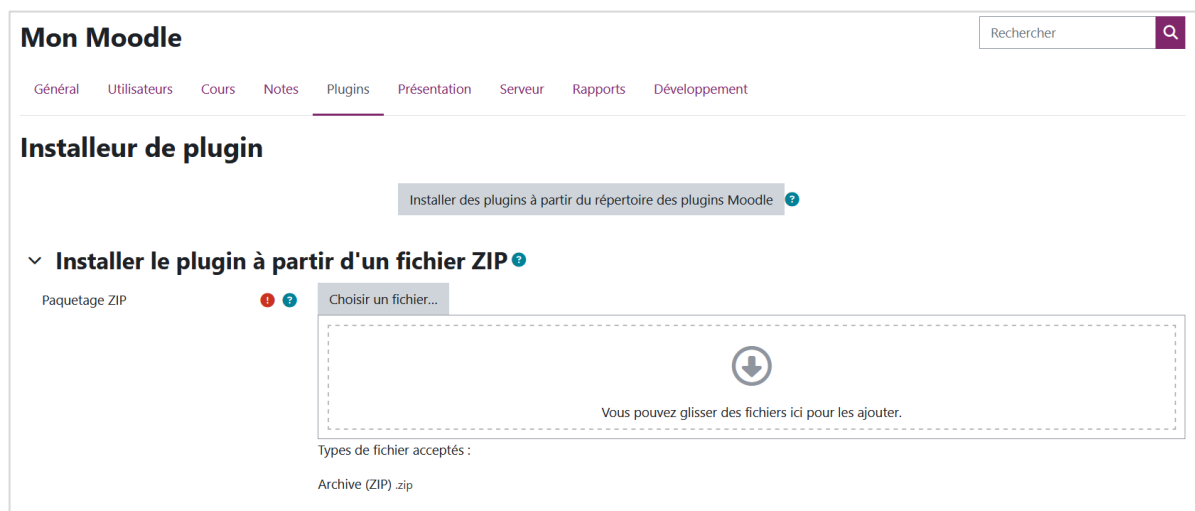 Mon Moodle
Rechercher
Général Utilisateurs Cours Notes Plugins Présentation Serveur Rapports Développement
Installeur de plugin
Installer des plugins à partir du répertoire des plugins Moodle ?
Installer le plugin à partir d'un fichier ZIP ?
Paquetage ZIP ! ? Choisir un fichier...
Vous pouvez glisser des fichiers ici pour les ajouter.
Types de fichier acceptés :
Archive (ZIP) .zip